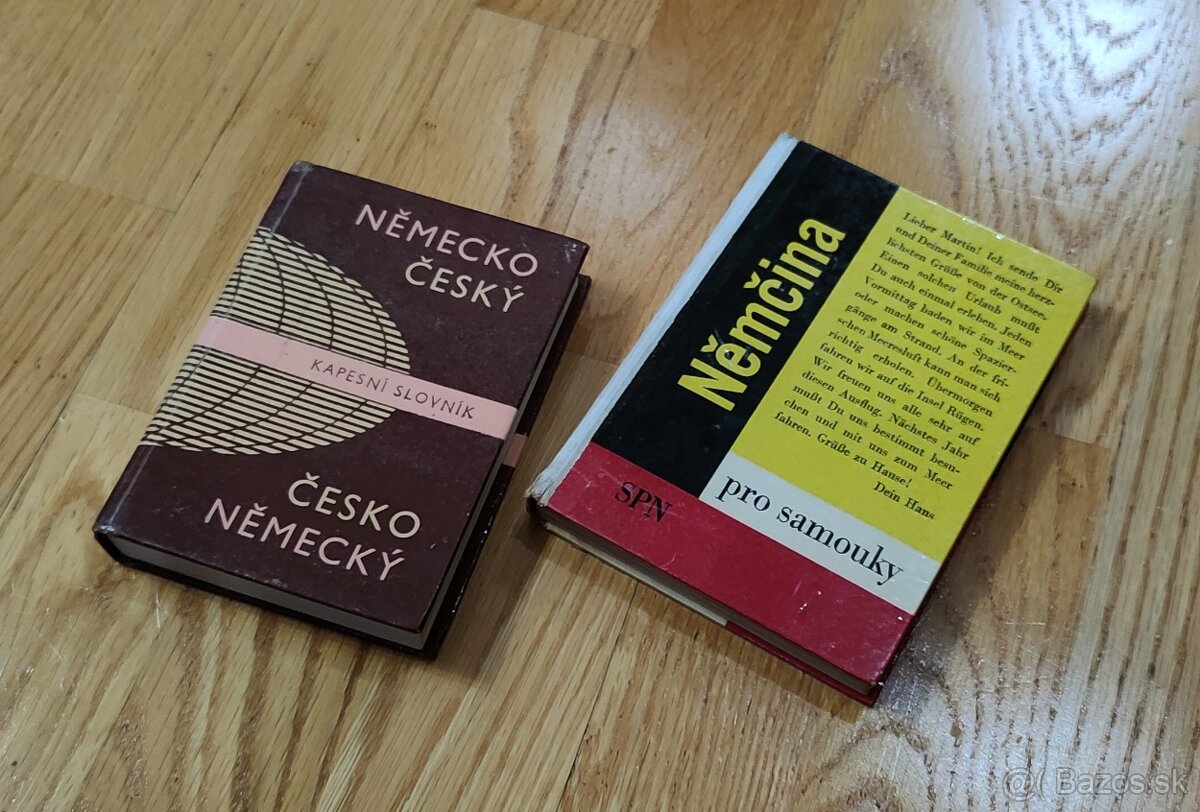 NĚMECKO
ČESKÝ
KAPESNÍ SLOVNÍK
ČESKO
NĚMECKÝ
Němčina
Lieber Martin! Ich sende Dir
und Deiner Familie meine herz-
lichsten Grüße von der Ostsee.
Einen solchen Urlaub mußt
Du auch einmal erleben. Jeden
Vormittag baden wir im Meer
oder machen schöne Spazier-
gänge am Strand. An der fri-
schen Meeresluft kann man sich
richtig erholen. Übermorgen
fahren wir auf die Insel Rügen.
Wir freuen uns alle sehr auf
diesen Ausflug. Nächstes Jahr
mußt Du uns bestimmt besu-
chen und mit uns zum Meer
fahren. Grüße zu Hause!
Dein Hans
pro samouky
SPN
@ Bazos.sk